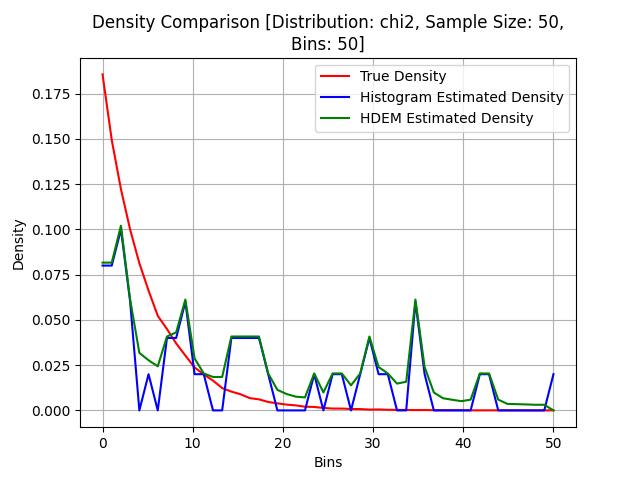 Density Comparison [Distribution: chi2, Sample Size: 50,
Bins: 50]
True Density
Histogram Estimated Density
HDEM Estimated Density
0.175
0.150
0.125
0.100
0.075
0.050
0.025
0.000
Density
0 10 20 30 40 50
Bins